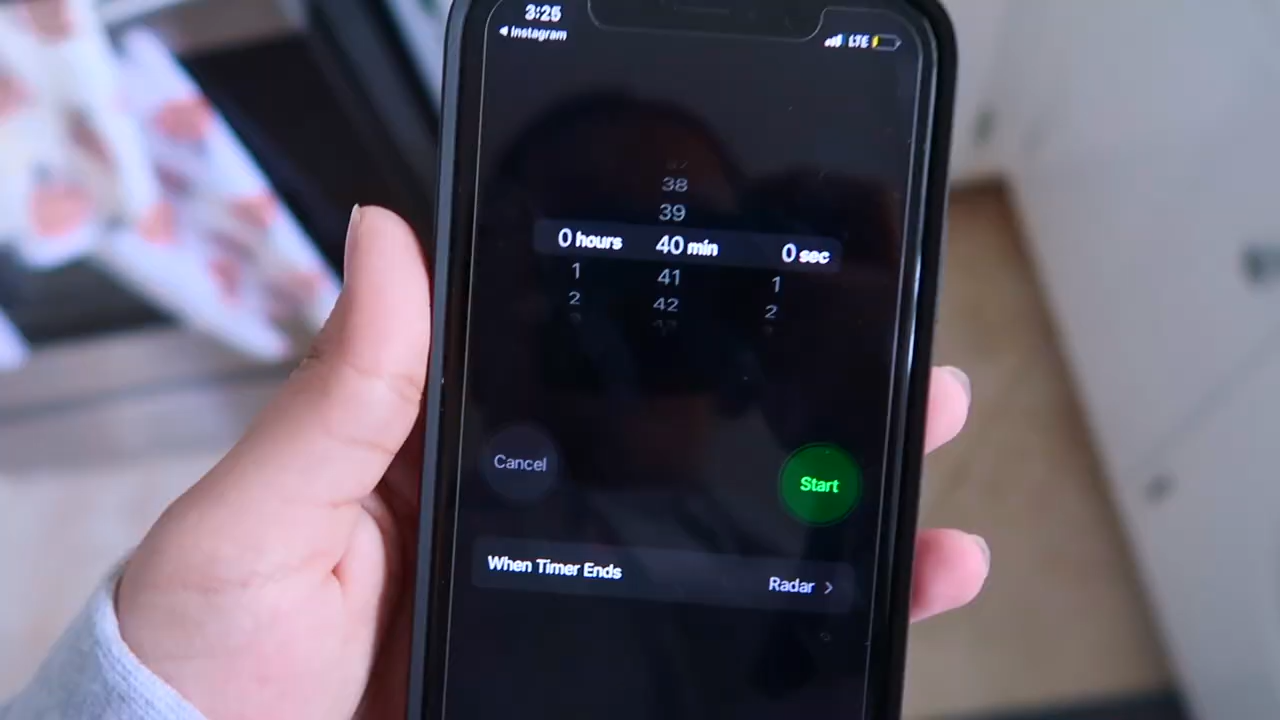 3:25
◀ Instagram
LTE
38
39
0 hours 40 min 0 sec
1 41 1
2 42 2
Cancel
Start
When Timer Ends
Radar >